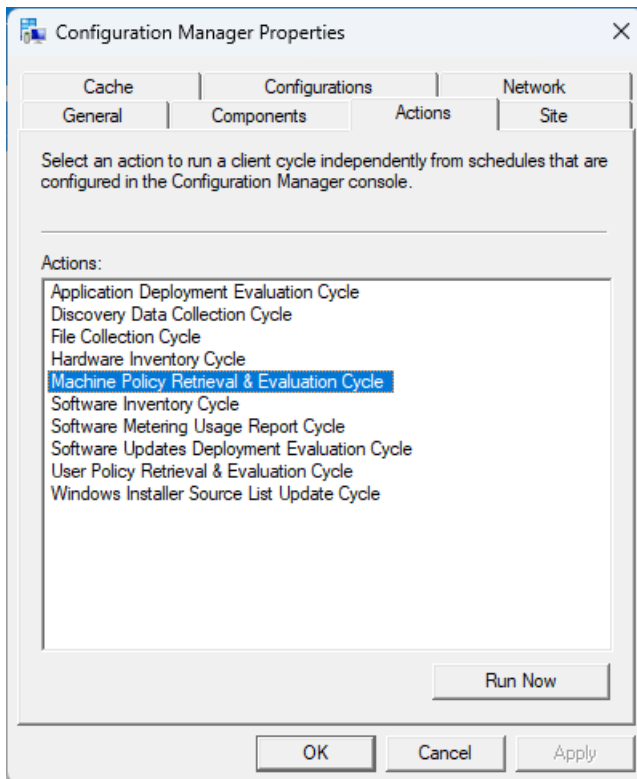 Configuration Manager Properties
Cache
Configurations
Network
General
Components
Actions
Site
Select an action to run a client cycle independently from schedules that are
configured in the Configuration Manager console.
Actions:
Application Deployment Evaluation Cycle
Discovery Data Collection Cycle
File Collection Cycle
Hardware Inventory Cycle
Machine Policy Retrieval & Evaluation Cycle
Software Inventory Cycle
Software Metering Usage Report Cycle
Software Updates Deployment Evaluation Cycle
User Policy Retrieval & Evaluation Cycle
Windows Installer Source List Update Cycle
Run Now
OK
Cancel
Apply